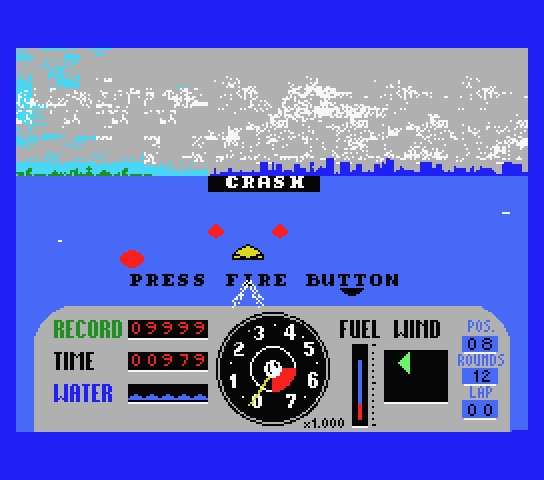 CRASH
PRESS FIRE BUTTON
RECORD 09999
TIME 00979
WATER
0 1 2 3 4 5 6 7
x1.000
FUEL WIND
POS.
08
ROUNDS
12
LAP
00